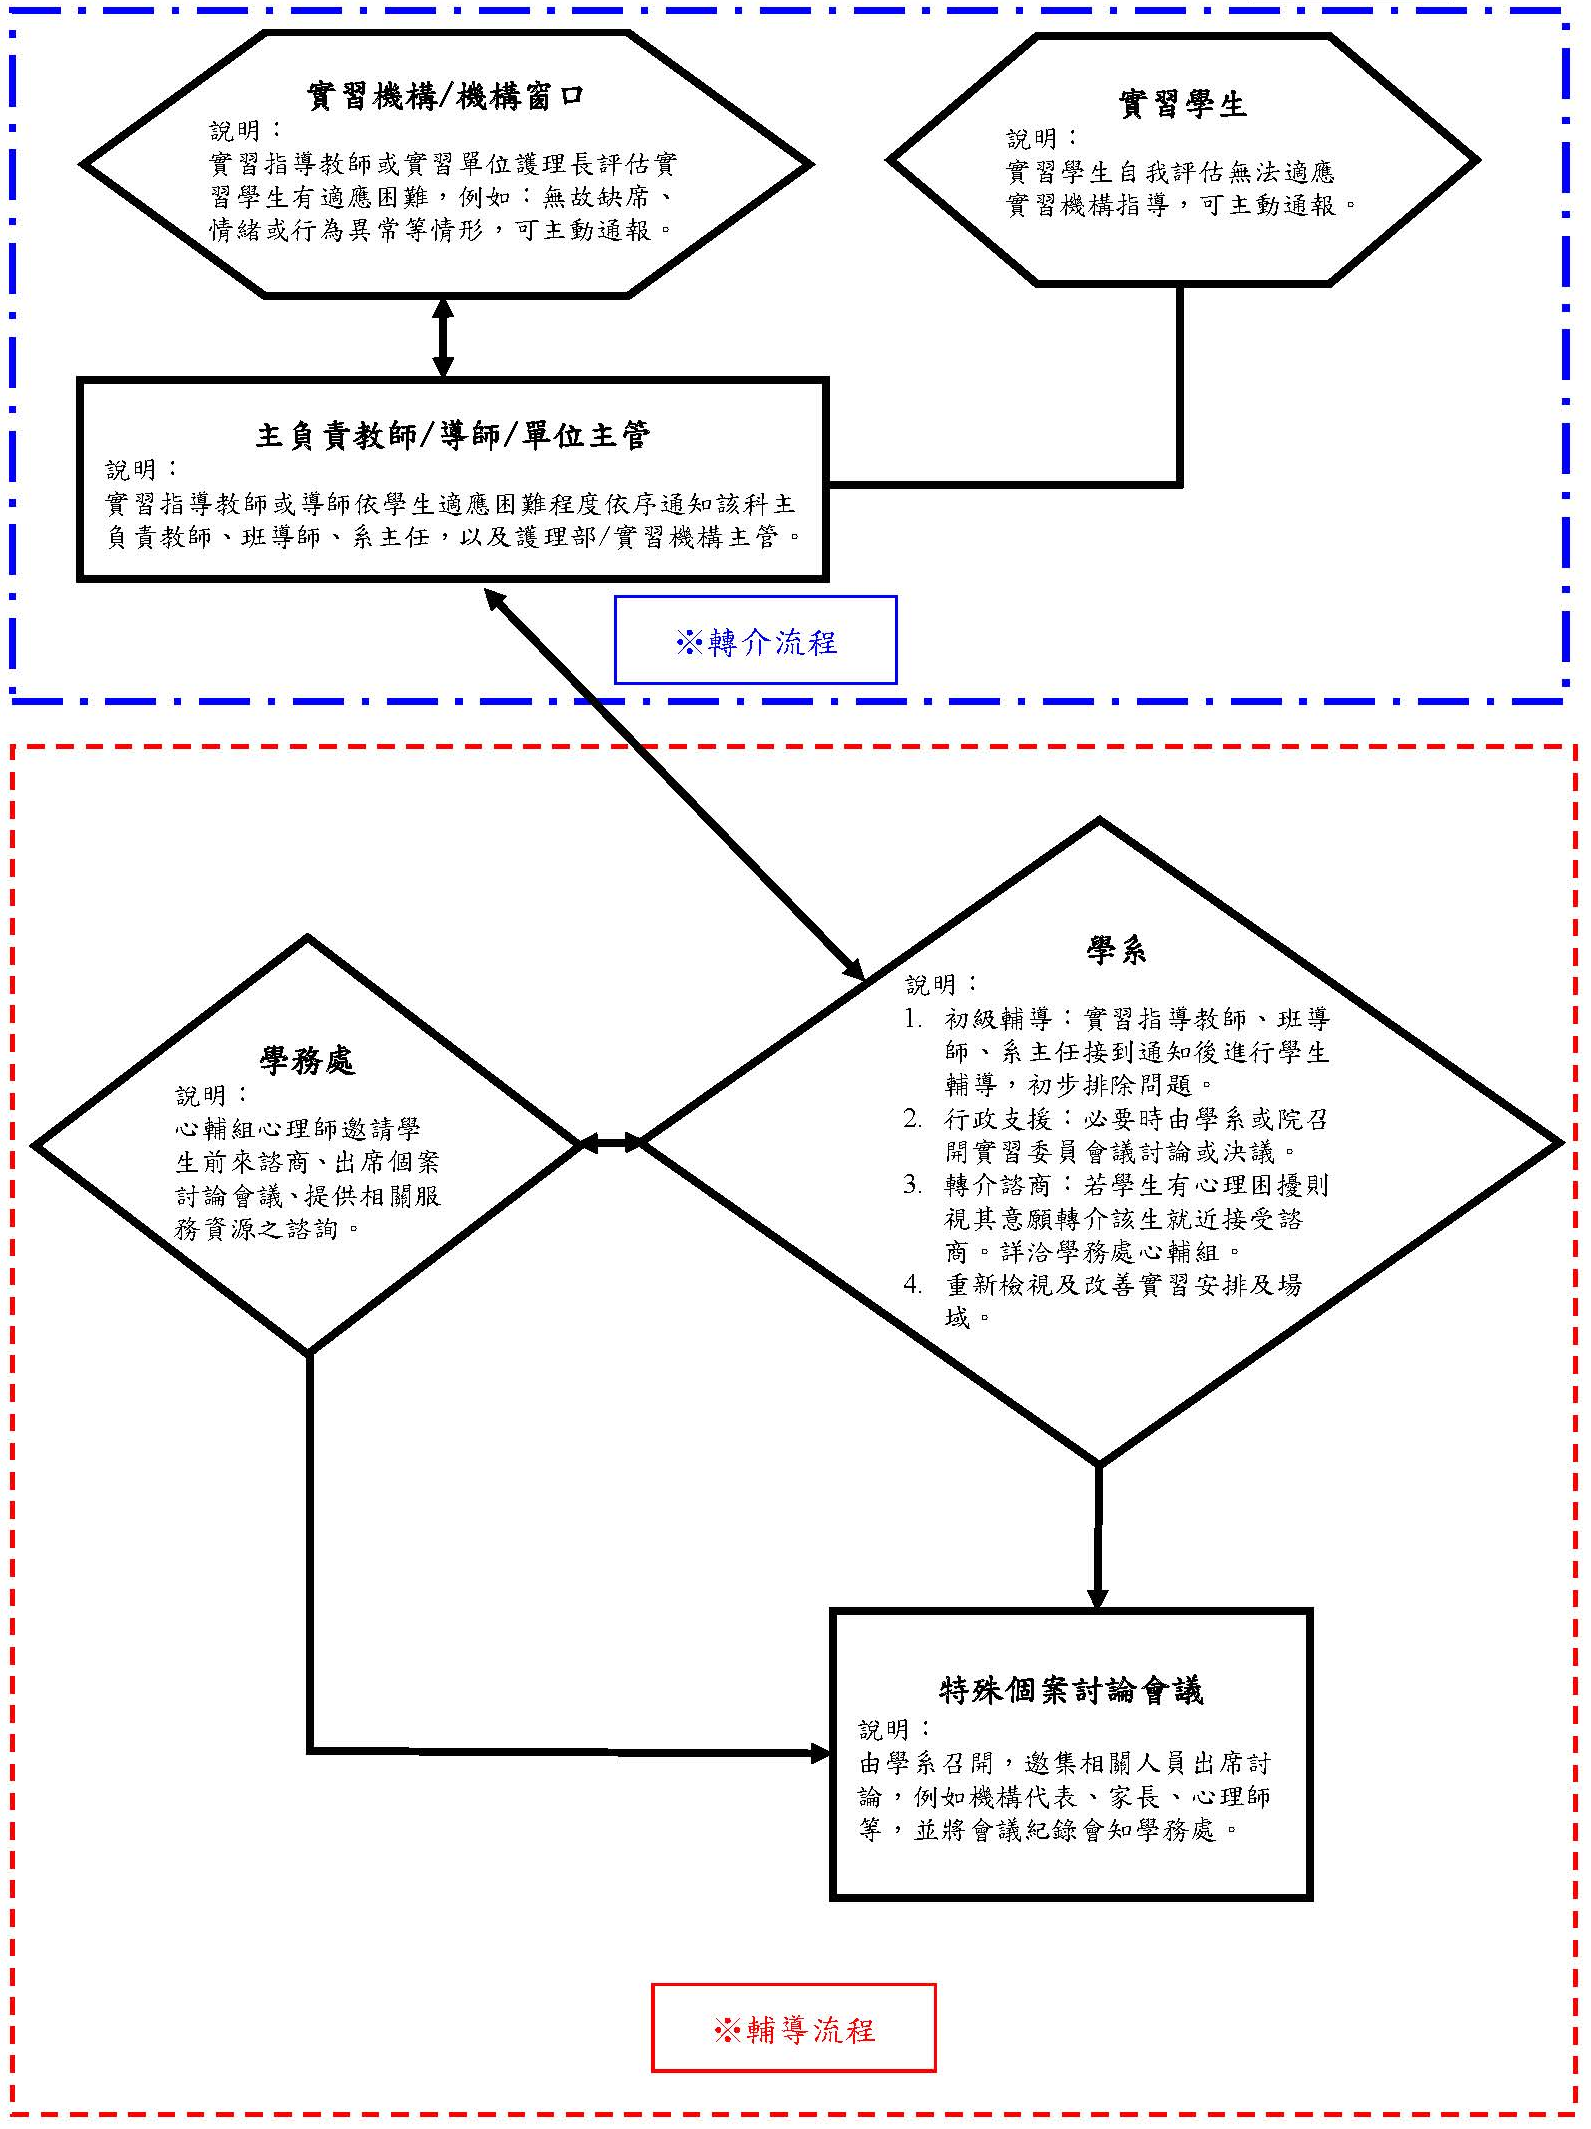 實習機構/機構窗口
說明：
實習指導教師或實習單位護理長評估實
習學生有適應困難，例如：無故缺席、
情緒或行為異常等情形，可主動通報。
實習學生
說明：
實習學生自我評估無法適應
實習機構指導，可主動通報。
主負責教師/導師/單位主管
說明：
實習指導教師或導師依學生適應困難程度依序通知該科主
負責教師、班導師、系主任，以及護理部/實習機構主管。
※轉介流程
學系
說明：
1. 初級輔導：實習指導教師、班導
師、系主任接到通知後進行學生
輔導，初步排除問題。
2. 行政支援：必要時由學系或院召
開實習委員會議討論或決議。
3. 轉介諮商：若學生有心理困擾則
視其意願轉介該生就近接受諮
商。詳洽學務處心輔組。
4. 重新檢視及改善實習安排及場
域。
學務處
說明：
心輔組心理師邀請學
生前來諮商、出席個案
討論會議、提供相關服
務資源之諮詢。
特殊個案討論會議
說明：
由學系召開，邀集相關人員出席討
論，例如機構代表、家長、心理師
等，並將會議紀錄會知學務處。
※輔導流程